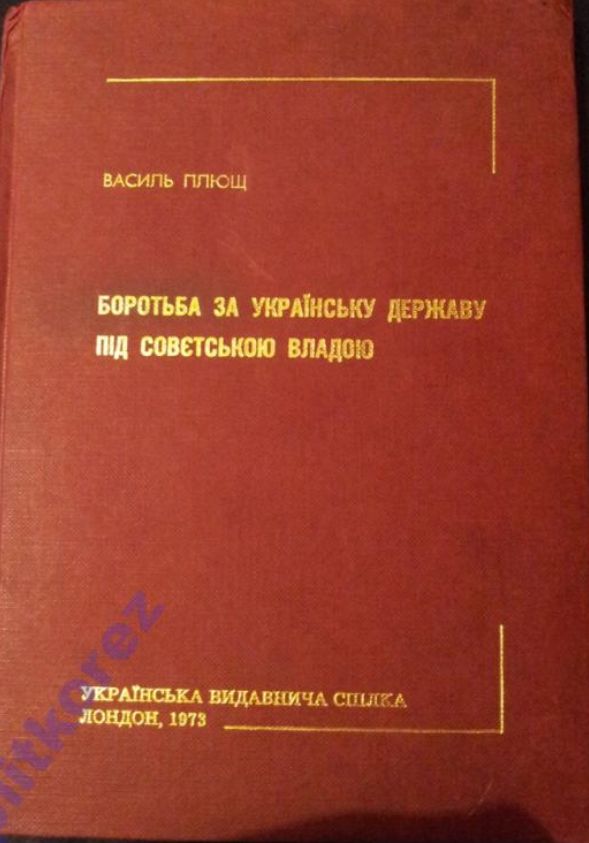 ВАСИЛЬ ПЛЮЩ
БОРОТЬБА ЗА УКРАЇНСЬКУ ДЕРЖАВУ
ПІД СОВЄТСЬКОЮ ВЛАДОЮ
УКРАЇНСЬКА ВИДАВНИЧА СПІЛКА
ЛОНДОН, 1973